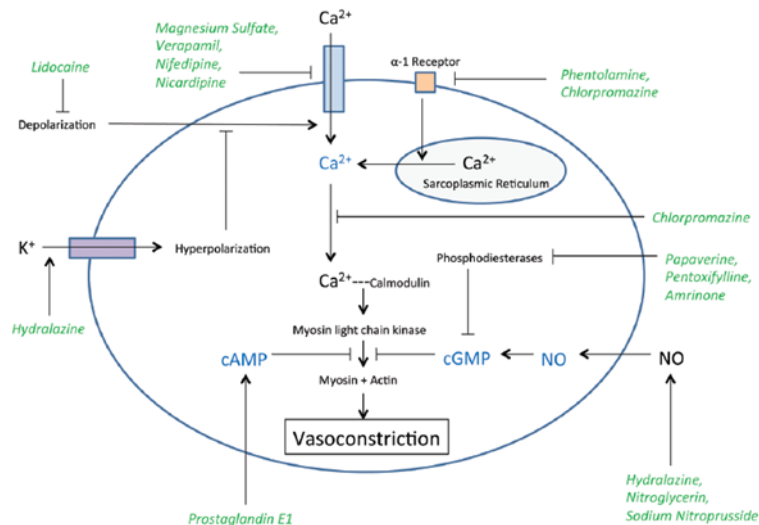 Ca²⁺
Magnesium Sulfate,
Verapamil,
Nifedipine,
Nicardipine
Lidocaine
α-1 Receptor
Phentolamine,
Chlorpromazine
Depolarization
Ca²⁺
Ca²⁺
Sarcoplasmic Reticulum
Chlorpromazine
K⁺
Hyperpolarization
Phosphodiesterases
Papaverine,
Pentoxifylline,
Amrinone
Ca²⁺---Calmodulin
Hydralazine
Myosin light chain kinase
cAMP
cGMP
NO
NO
Myosin + Actin
Vasoconstriction
Hydralazine,
Nitroglycerin,
Sodium Nitroprusside
Prostaglandin E1